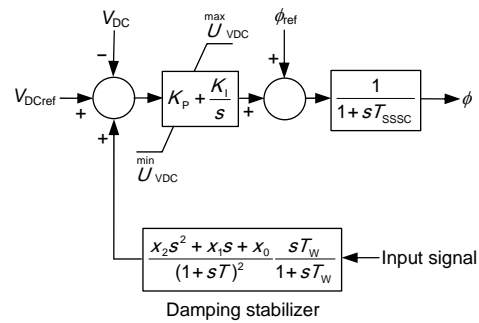 V_DC
max
U_VDC
ϕ_ref
V_DCref
−
+
+
K_P + K_I/s
+
+
1/(1+sT_SSSC)
ϕ
min
U_VDC
(x_2s^2 + x_1s + x_0)/(1+sT)^2 sT_W/(1+sT_W)
Input signal
Damping stabilizer